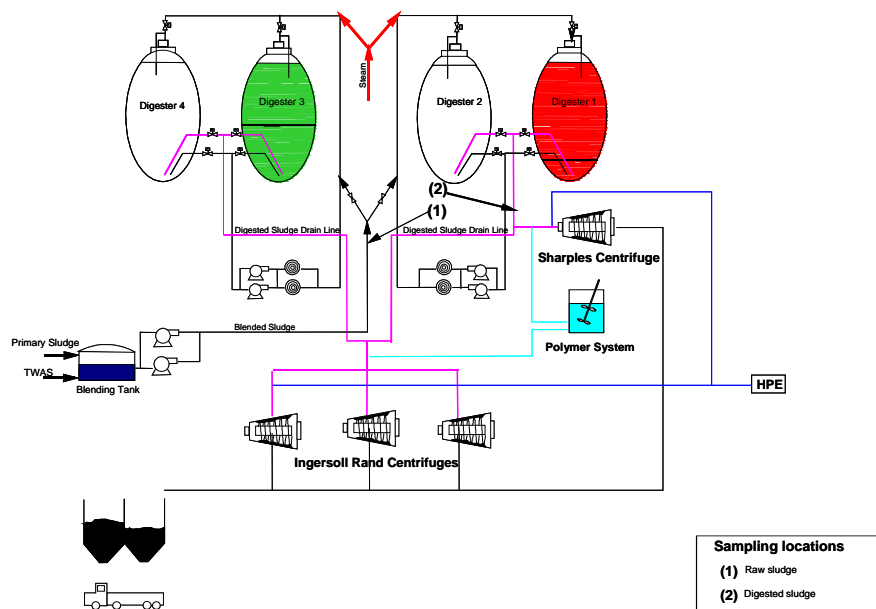 Digester 4
Digester 3
Steam
Digester 2
Digester 1
(2)
(1)
Digested Sludge Drain Line
Digested Sludge Drain Line
Sharples Centrifuge
Blended Sludge
Primary Sludge
TWAS
Blending Tank
Polymer System
HPE
Ingersoll Rand Centrifuges
Sampling locations
(1) Raw sludge
(2) Digested sludge